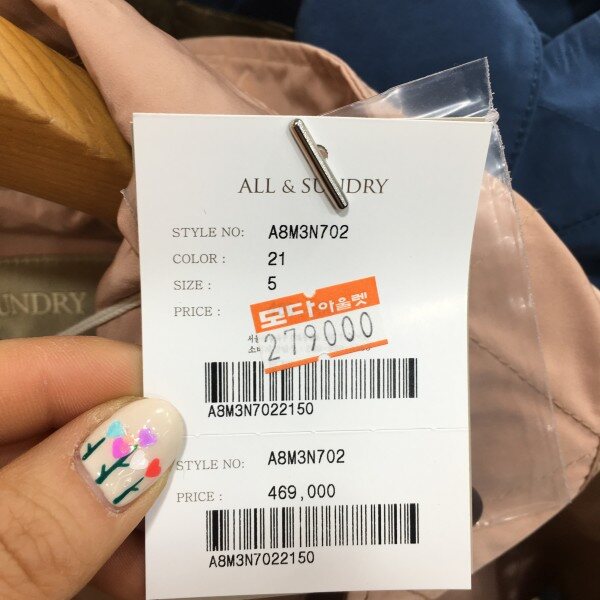 ALL & SUNDRY
STYLE NO: A8M3N702
COLOR : 21
SIZE : 5
PRICE :
모다아울렛
279000
A8M3N7022150
STYLE NO: A8M3N702
PRICE : 469,000
A8M3N7022150
UNDRY